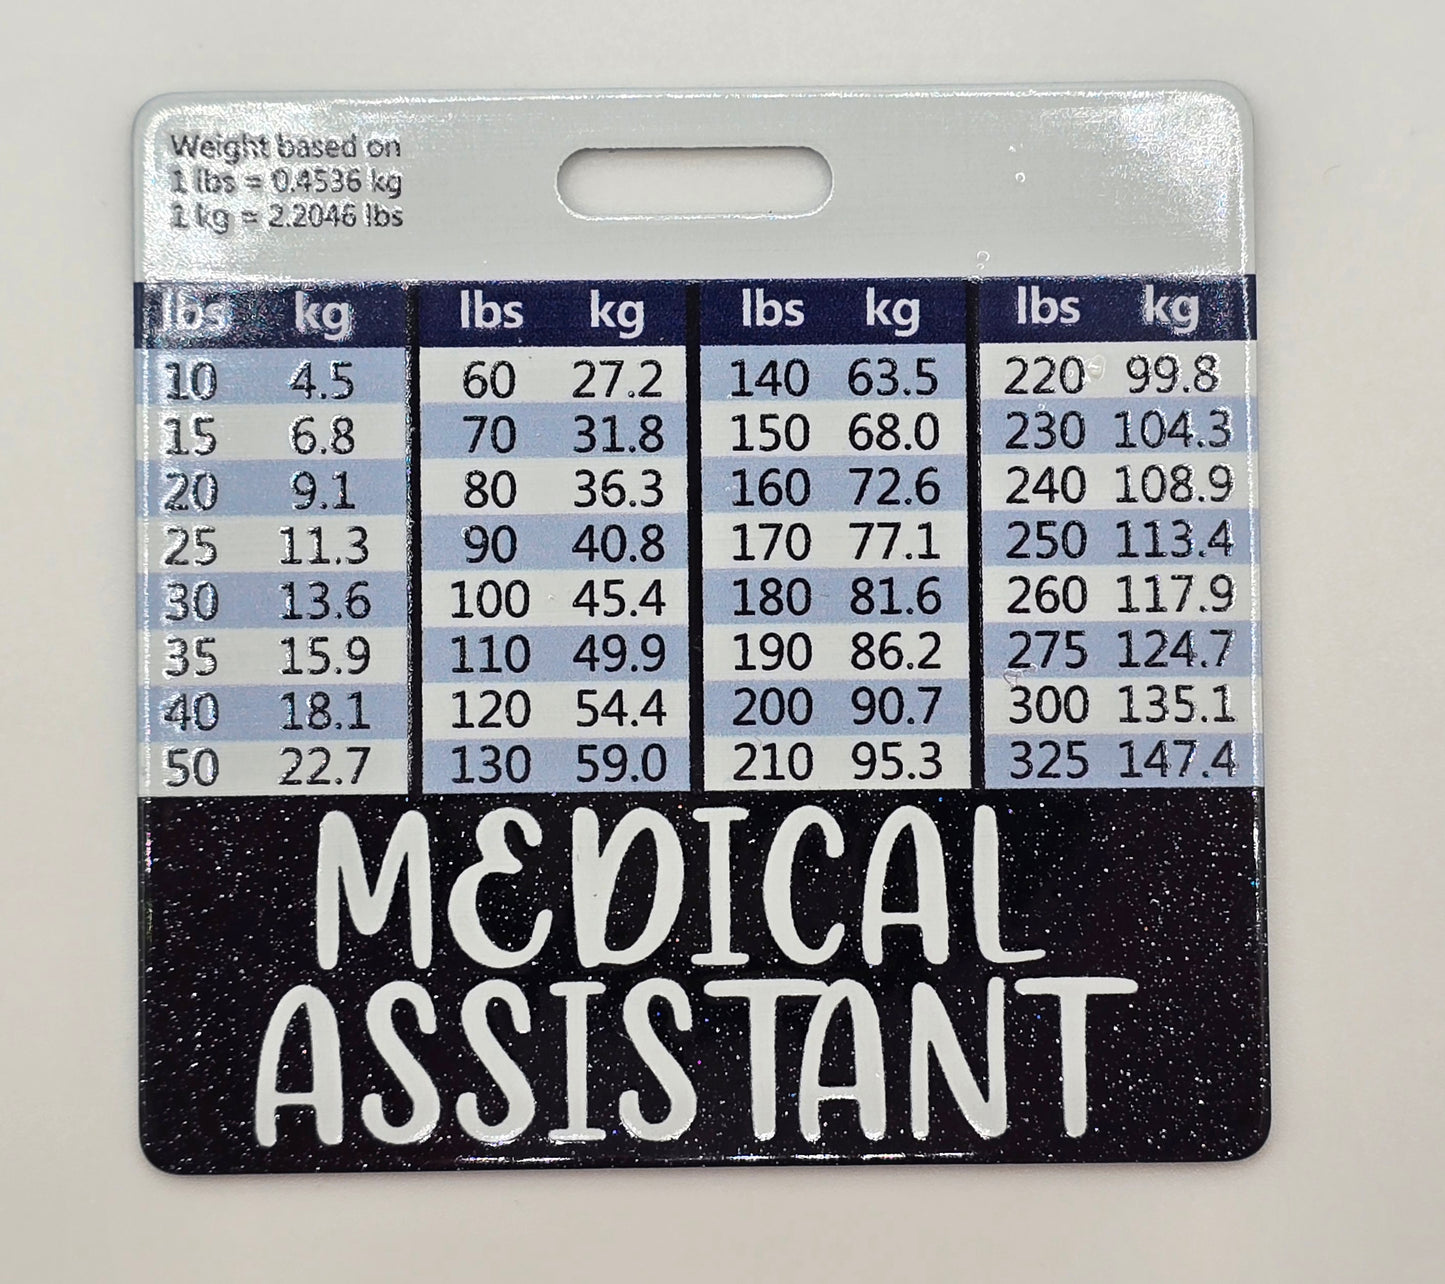 Weight based on
1 lbs = 0.4536 kg
1 kg = 2.2046 lbs
lbs kg lbs kg lbs kg lbs kg
10 4.5 60 27.2 140 63.5 220 99.8
15 6.8 70 31.8 150 68.0 230 104.3
20 9.1 80 36.3 160 72.6 240 108.9
25 11.3 90 40.8 170 77.1 250 113.4
30 13.6 100 45.4 180 81.6 260 117.9
35 15.9 110 49.9 190 86.2 275 124.7
40 18.1 120 54.4 200 90.7 300 135.1
50 22.7 130 59.0 210 95.3 325 147.4
MEDICAL
ASSISTANT